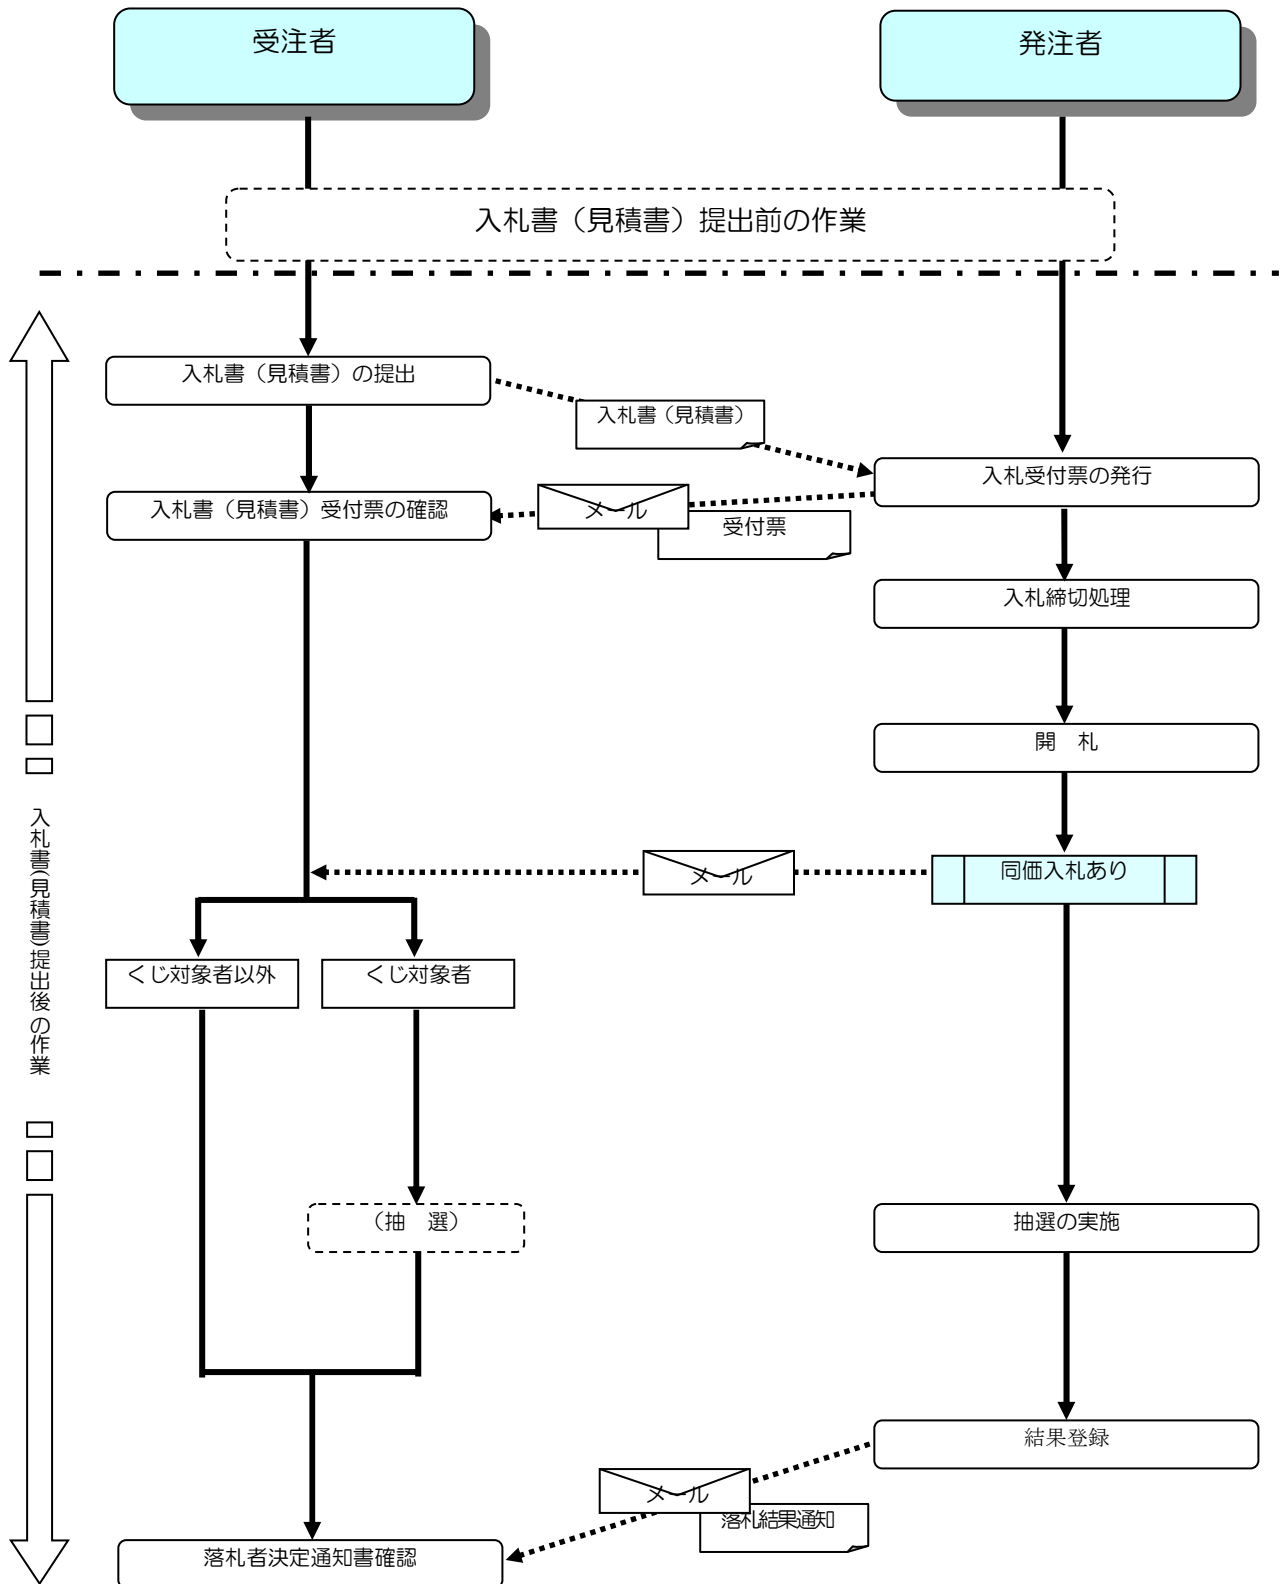 受注者
発注者
入札書（見積書）提出前の作業
入札書（見積書）の提出
入札書（見積書）
入札受付票の発行
入札書（見積書）受付票の確認
メール
受付票
入札締切処理
開　札
入札書(見積書)提出後の作業
メール
同価入札あり
くじ対象者以外
くじ対象者
（抽　選）
抽選の実施
結果登録
メール
落札結果通知
落札者決定通知書確認